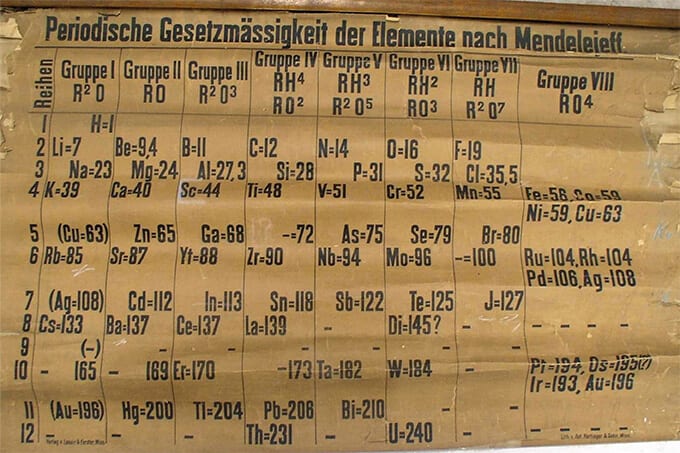 Periodische Gesetzmässigkeit der Elemente nach Mendelejeff.
Reihen Gruppe I R²O Gruppe II RO Gruppe III R²O³ Gruppe IV RH⁴ RO² Gruppe V RH³ R²O⁵ Gruppe VI RH² RO³ Gruppe VII RH R²O⁷ Gruppe VIII RO⁴
1 H=1
2 Li=7 Be=9,4 B=11 C=12 N=14 O=16 F=19
3 Na=23 Mg=24 Al=27,3 Si=28 P=31 S=32 Cl=35,5
4 K=39 Ca=40 Sc=44 Ti=48 V=51 Cr=52 Mn=55 Fe=56, Co=59
Ni=59, Cu=63
5 (Cu=63) Zn=65 Ga=68 -=72 As=75 Se=79 Br=80
6 Rb=85 Sr=87 Yt=88 Zr=90 Nb=94 Mo=96 -=100 Ru=104, Rh=104
Pd=106, Ag=108
7 (Ag=108) Cd=112 In=113 Sn=118 Sb=122 Te=125 J=127
8 Cs=133 Ba=137 Ce=137 La=139 - Di=145? - - - - -
9 (-) - - - - - -
10 - 165 - 169 Er=170 -173 Ta=182 W=184 - Pt=194, Os=195(?)
Ir=193, Au=196
11 (Au=196) Hg=200 Tl=204 Pb=206 Bi=210 - -
12 - - - Th=231 - U=240 - - - - -
Verlag v. Lenoir & Forster, Wien.